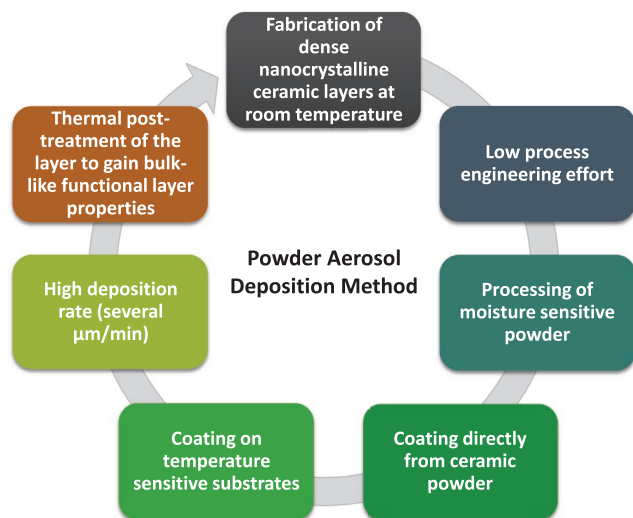 Fabrication of
dense
nanocrystalline
ceramic layers at
room temperature
Low process
engineering effort
Processing of
moisture sensitive
powder
Coating directly
from ceramic
powder
Coating on
temperature
sensitive substrates
High deposition
rate (several
µm/min)
Thermal post-
treatment of the
layer to gain bulk-
like functional layer
properties
Powder Aerosol
Deposition Method